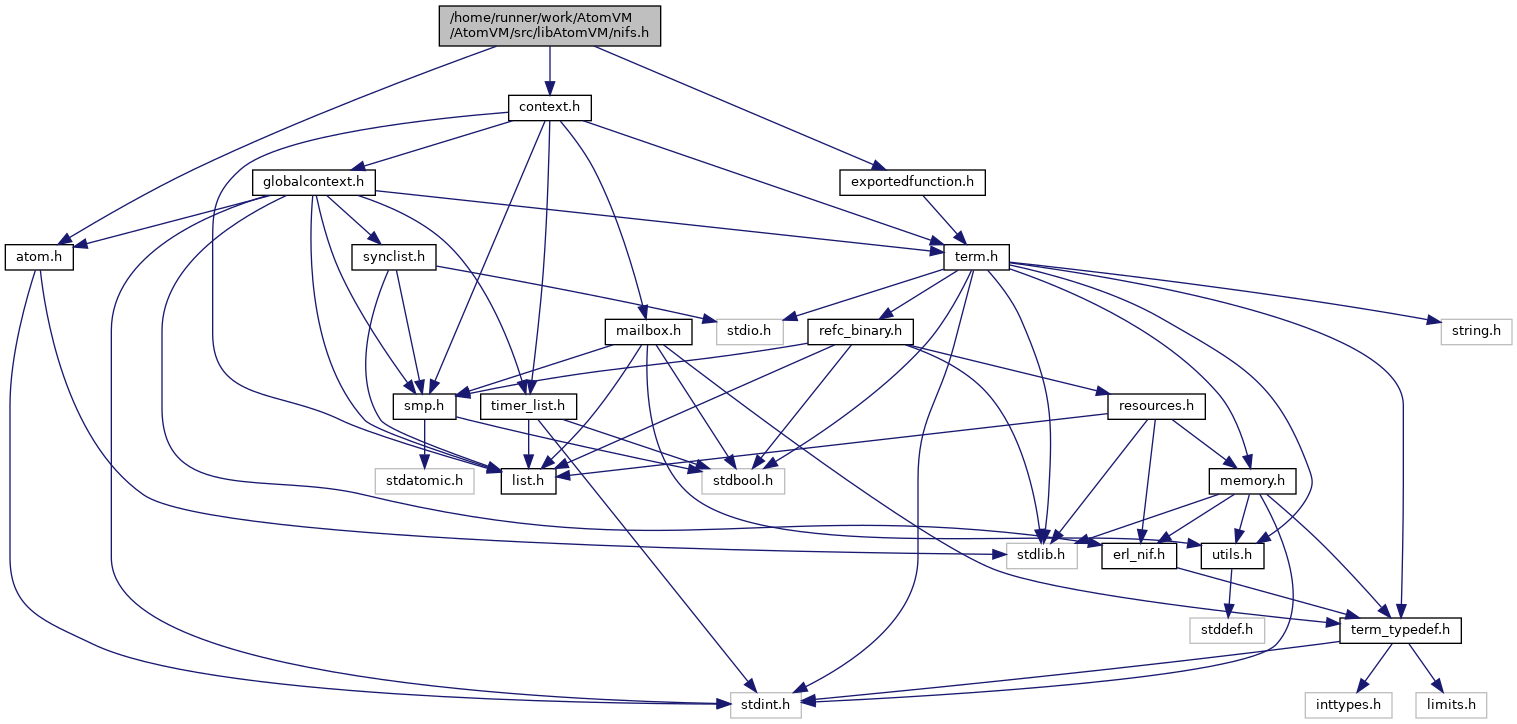 /home/runner/work/AtomVM
/AtomVM/src/libAtomVM/nifs.h
context.h
globalcontext.h
exportedfunction.h
atom.h
synclist.h
term.h
mailbox.h
stdio.h
refc_binary.h
string.h
smp.h
timer_list.h
resources.h
stdatomic.h
list.h
stdbool.h
memory.h
stdlib.h
erl_nif.h
utils.h
stddef.h
term_typedef.h
stdint.h
inttypes.h
limits.h